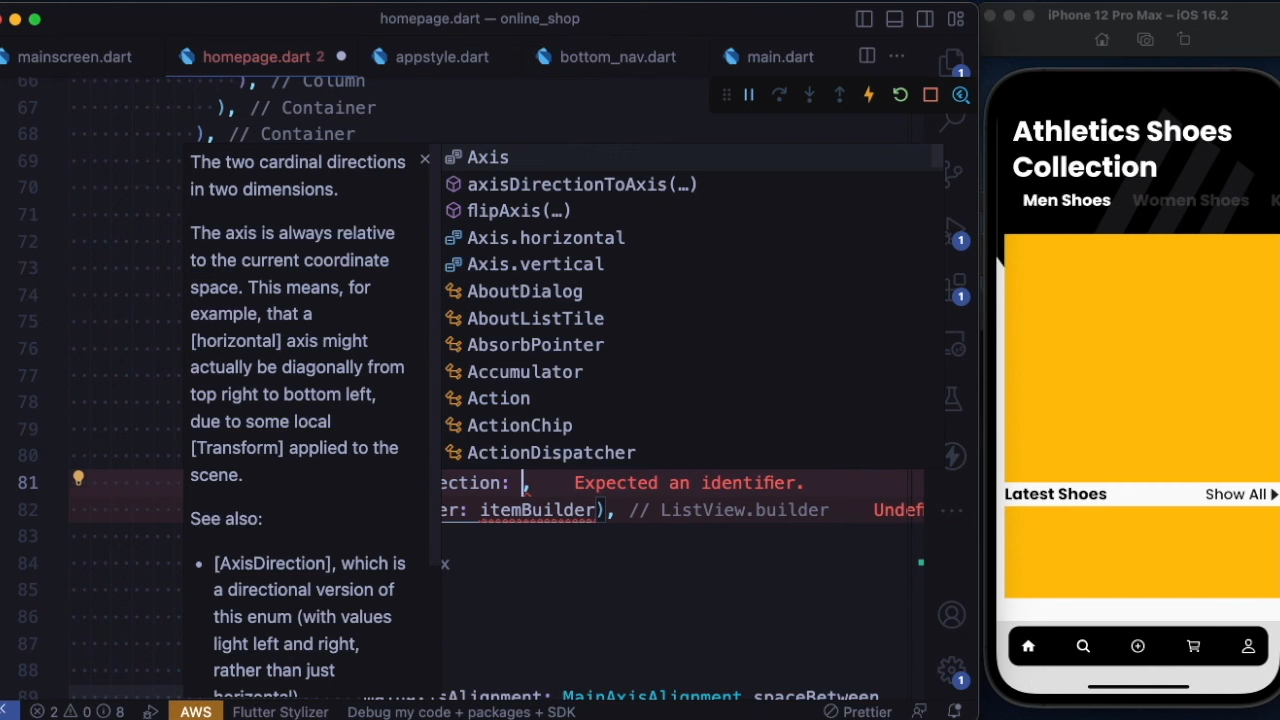 homepage.dart — online_shop
iPhone 12 Pro Max – iOS 16.2
mainscreen.dart
homepage.dart 2
appstyle.dart
bottom_nav.dart
main.dart
66 ), // Column
67 ), // Container
68 ), // Container
69
70
71
72
73
74
75
76
77
78
79
80
81 ection: , Expected an identifier.
82 er: itemBuilder), // ListView.builder Undef
83
84 x
85
86
87
88
89 MainAxisAlignment.spaceBetween
The two cardinal directions
in two dimensions.
The axis is always relative
to the current coordinate
space. This means, for
example, that a
[horizontal] axis might
actually be diagonally from
top right to bottom left,
due to some local
[Transform] applied to the
scene.
See also:
• [AxisDirection], which is
a directional version of
this enum (with values
light left and right,
rather than just
horizontal)
Axis
axisDirectionToAxis(…)
flipAxis(…)
Axis.horizontal
Axis.vertical
AboutDialog
AboutListTile
AbsorbPointer
Accumulator
Action
ActionChip
ActionDispatcher
1
1
1
1
Athletics Shoes
Collection
Men Shoes Women Shoes K
Latest Shoes Show All
2 0 8 AWS Flutter Stylizer Debug my code + packages + SDK Prettier